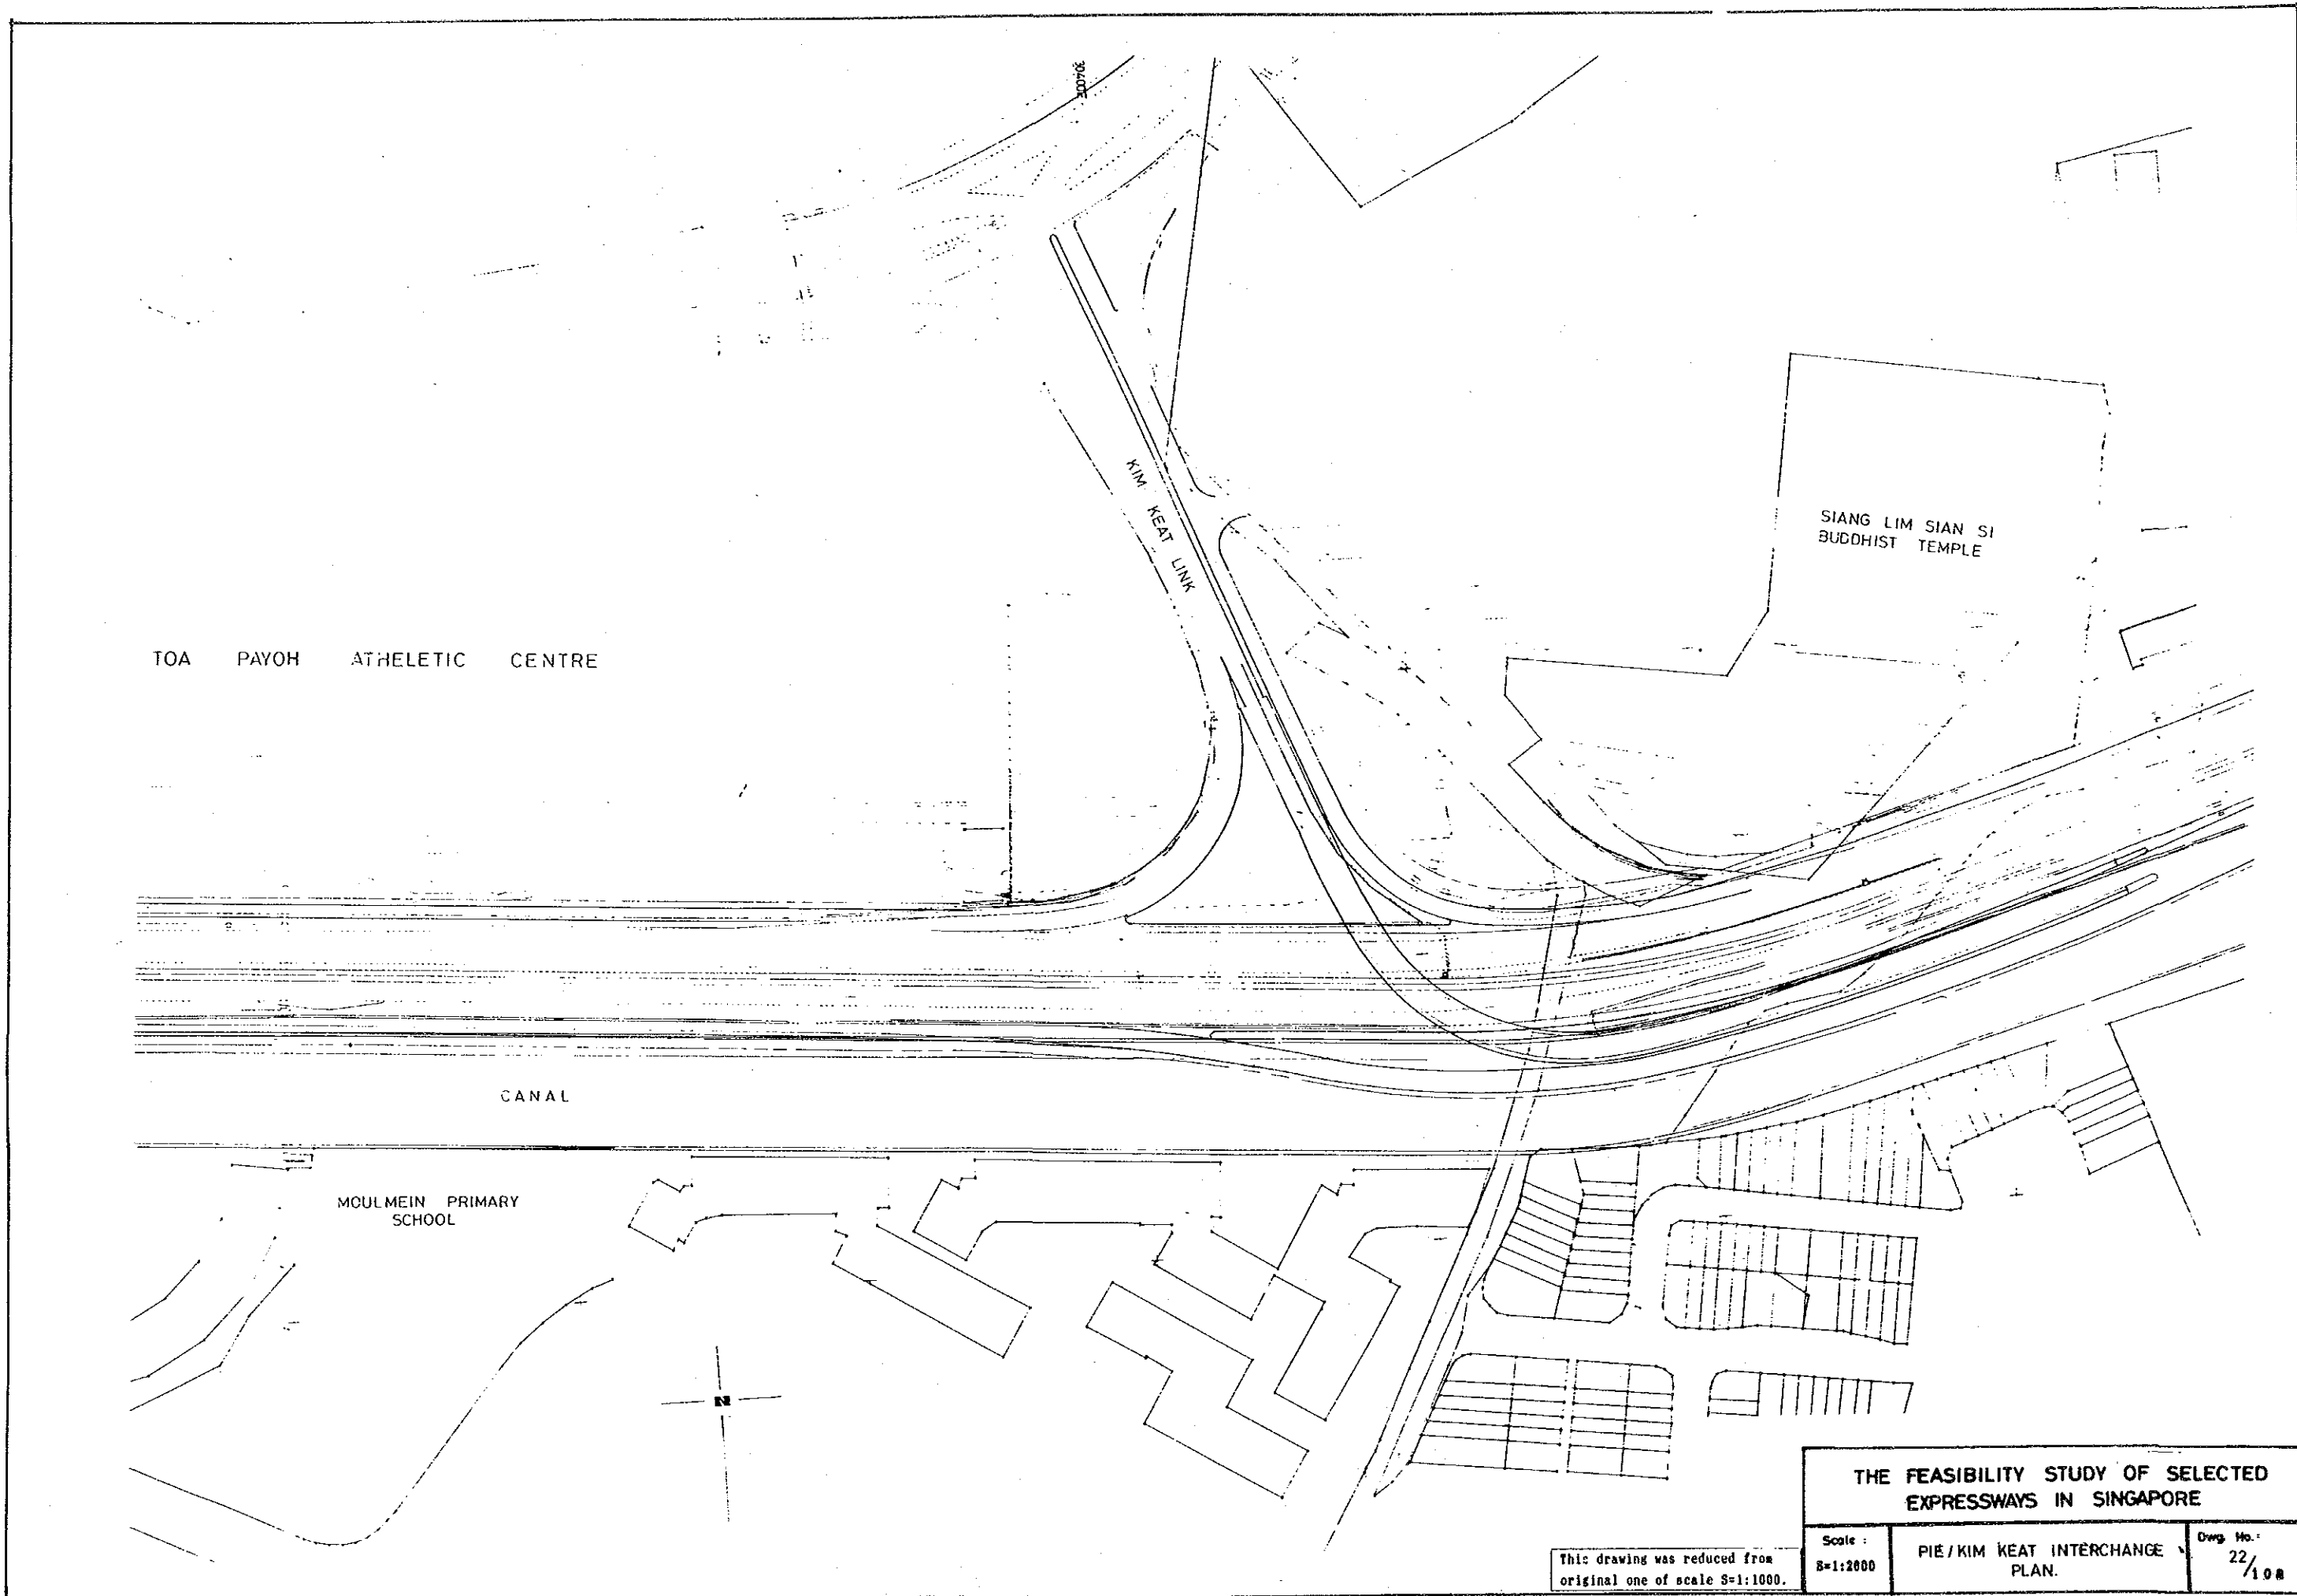 30400E
KIM KEAT LINK
SIANG LIM SIAN SI
BUDDHIST TEMPLE
TOA PAYOH ATHELETIC CENTRE
CANAL
MOULMEIN PRIMARY
SCHOOL
N
THE FEASIBILITY STUDY OF SELECTED
EXPRESSWAYS IN SINGAPORE
This drawing was reduced from
original one of scale S=1:1000.
Scale :
S=1:2000
PIE / KIM KEAT INTERCHANGE
PLAN.
Dwg. No.:
22/108